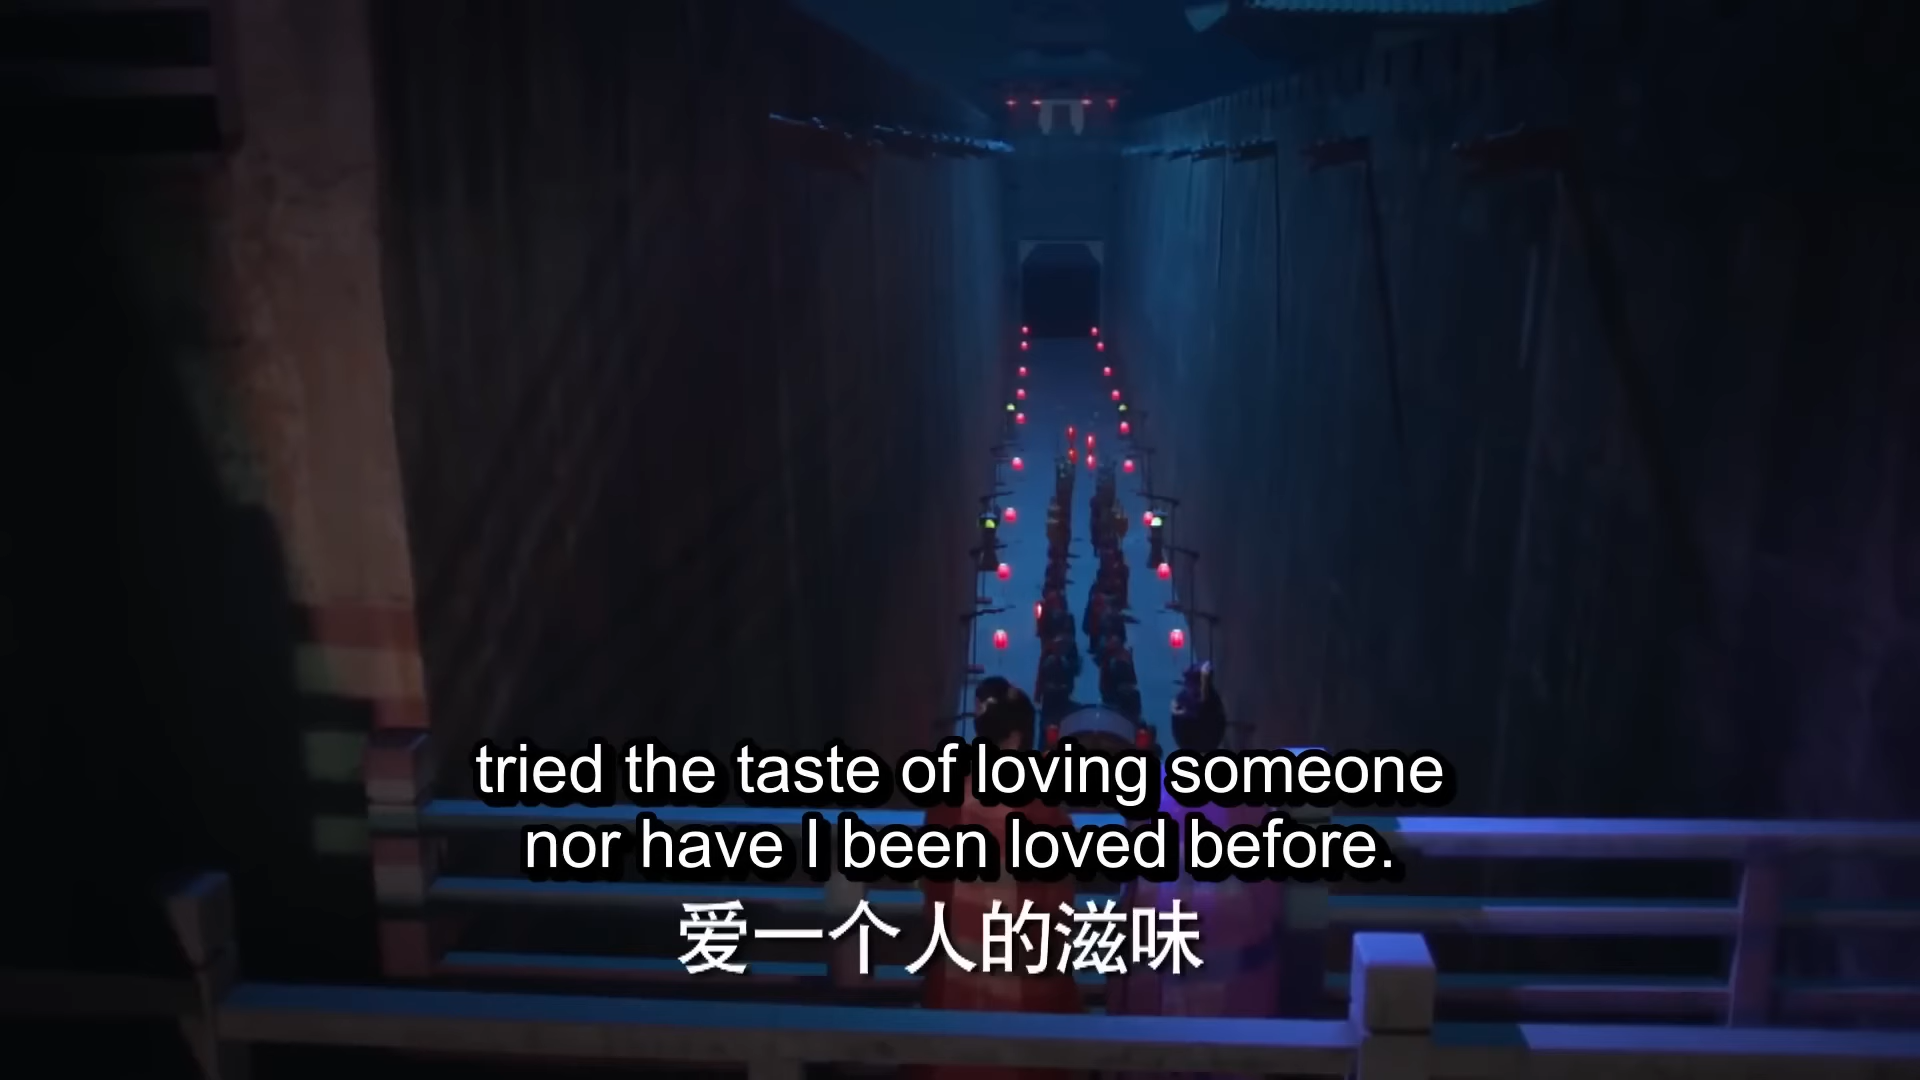 tried the taste of loving someone
nor have I been loved before.
爱一个人的滋味